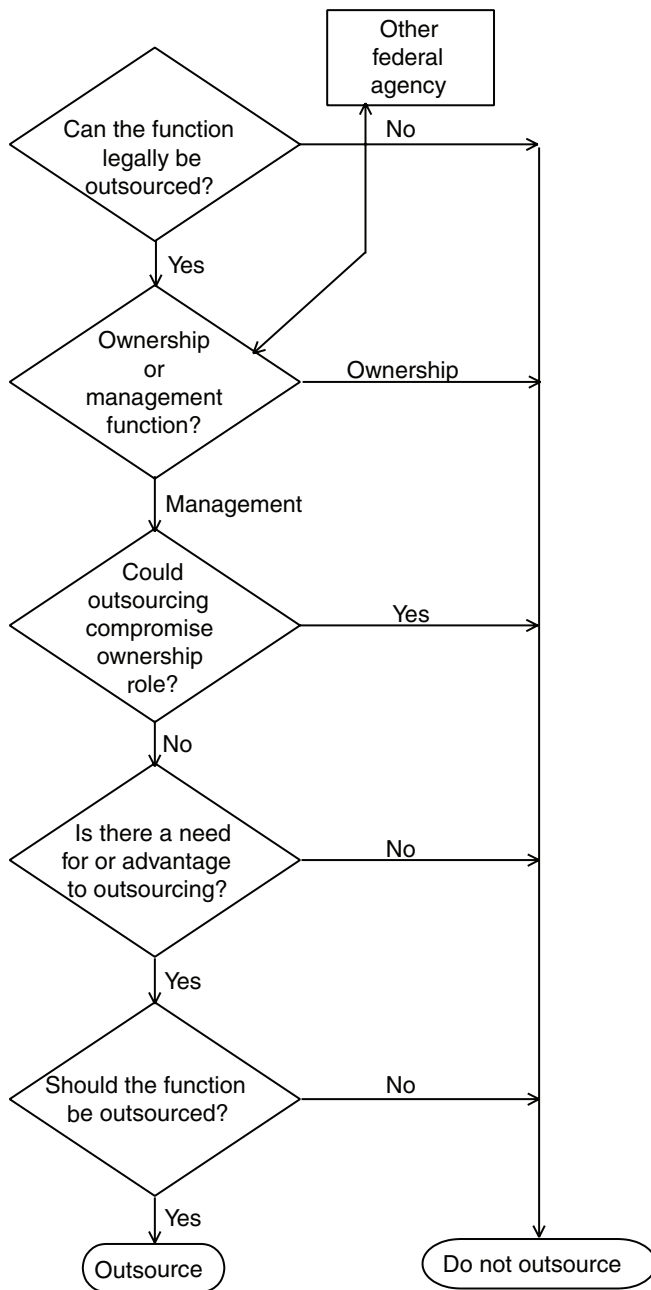 Other
federal
agency
Can the function
legally be
outsourced?
No
Yes
Ownership
or
management
function?
Ownership
Management
Could
outsourcing
compromise
ownership
role?
Yes
No
Is there a need
for or advantage
to outsourcing?
No
Yes
Should the function
be outsourced?
No
Yes
Outsource
Do not outsource